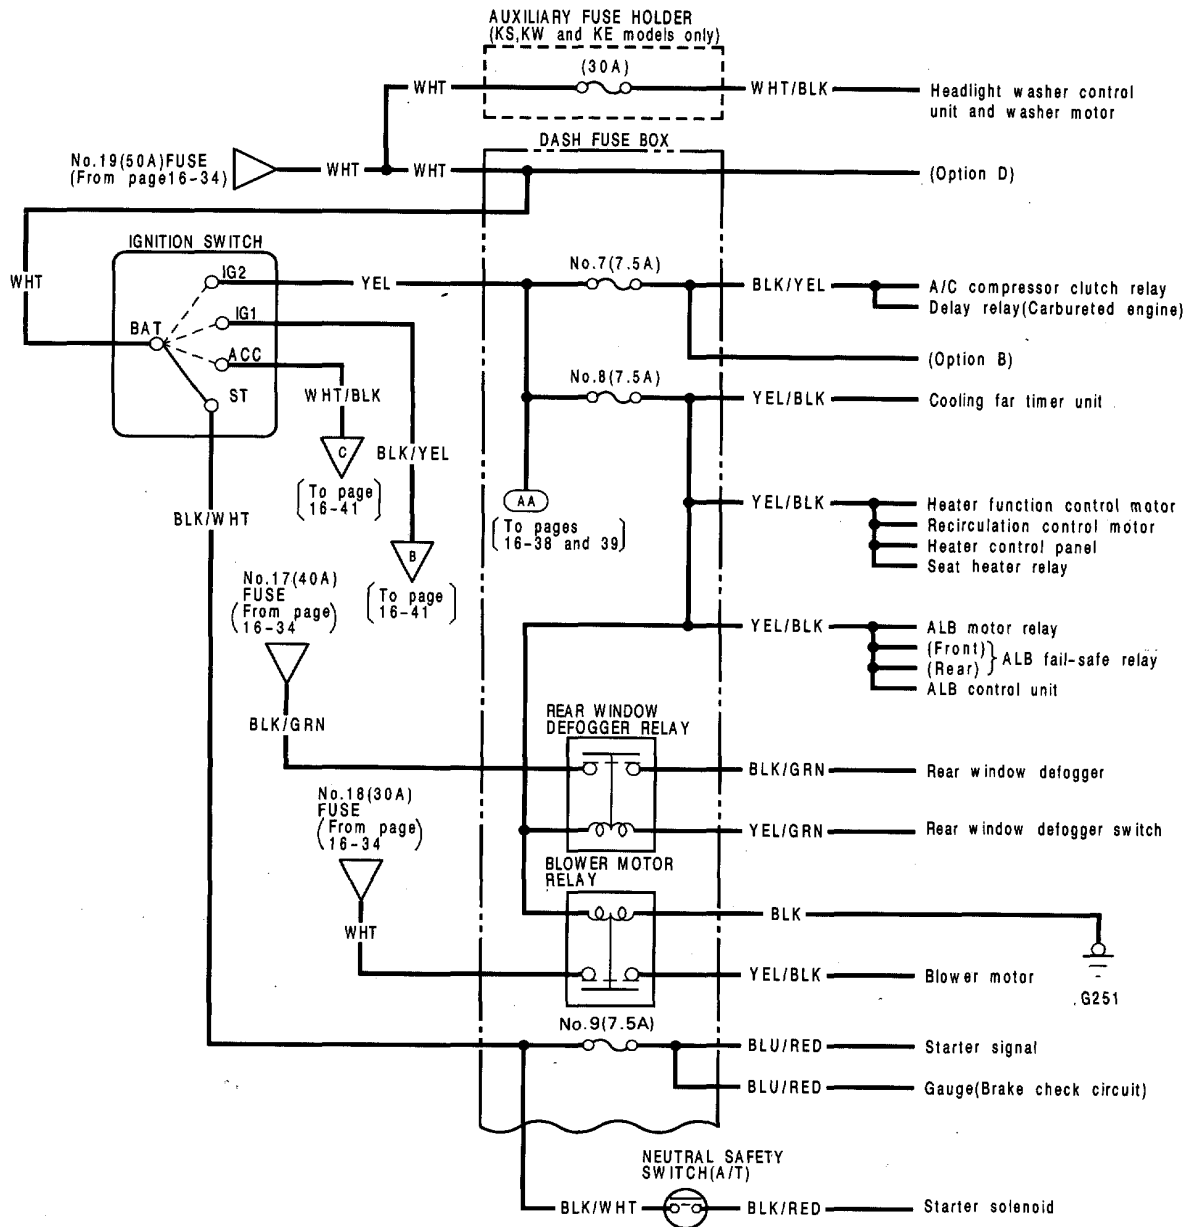 AUXILIARY FUSE HOLDER
(KS,KW and KE models only)
(30A)
WHT
WHT/BLK
Headlight washer control
unit and washer motor
DASH FUSE BOX
No.19(50A)FUSE
(From page16-34)
WHT
WHT
(Option D)
IGNITION SWITCH
WHT
IG2
YEL
No.7(7.5A)
BLK/YEL
A/C compressor clutch relay
Delay relay(Carbureted engine)
IG1
BAT
ACC
(Option B)
ST
WHT/BLK
No.8(7.5A)
YEL/BLK
Cooling far timer unit
C
BLK/YEL
(To page
16-41)
AA
(To pages
16-38 and 39)
YEL/BLK
Heater function control motor
Recirculation control motor
Heater control panel
Seat heater relay
BLK/WHT
B
(To page
16-41)
No.17(40A)
FUSE
(From page)
16-34
YEL/BLK
ALB motor relay
(Front)
(Rear)
ALB fail-safe relay
ALB control unit
BLK/GRN
REAR WINDOW
DEFOGGER RELAY
BLK/GRN
Rear window defogger
No.18(30A)
FUSE
(From page)
16-34
YEL/GRN
Rear window defogger switch
BLOWER MOTOR
RELAY
BLK
WHT
YEL/BLK
Blower motor
G251
No.9(7.5A)
BLU/RED
Starter signal
BLU/RED
Gauge(Brake check circuit)
NEUTRAL SAFETY
SWITCH(A/T)
BLK/WHT
BLK/RED
Starter solenoid